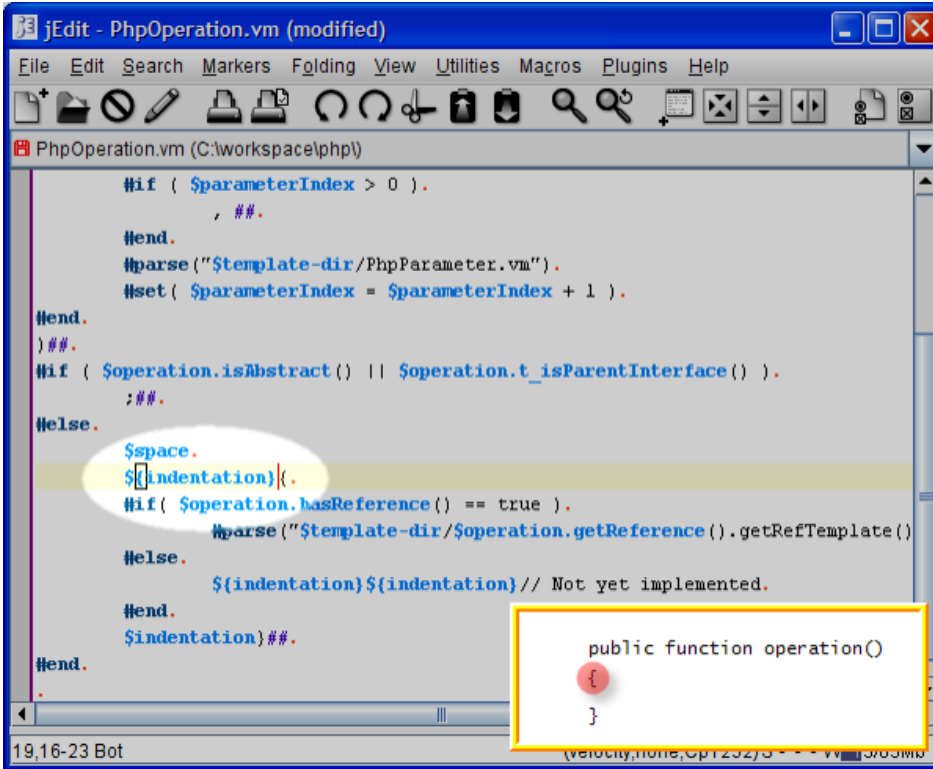 jEdit - PhpOperation.vm (modified)
File Edit Search Markers Folding View Utilities Macros Plugins Help
PhpOperation.vm (C:\workspace\php\)
#if ( $parameterIndex > 0 ).
, ##.
#end.
#parse("$template-dir/PhpParameter.vm").
#set( $parameterIndex = $parameterIndex + 1 ).
#end.
)##.
#if ( $operation.isAbstract() || $operation.t_isParentInterface() ).
;##.
#else.
$space.
${indentation}{.
#if( $operation.hasReference() == true ).
#parse("$template-dir/$operation.getReference().getRefTemplate()
#else.
${indentation}${indentation}// Not yet implemented.
#end.
$indentation}##.
#end.
.
public function operation()
{
}
19,16-23 Bot